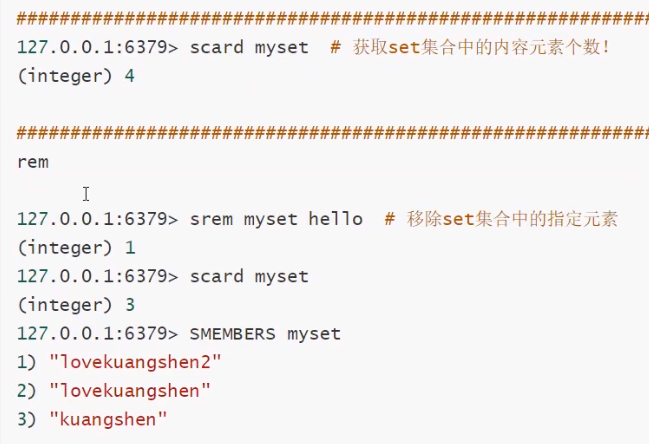 ############################################################
127.0.0.1:6379> scard myset  # 获取set集合中的内容元素个数！
(integer) 4
############################################################
rem
127.0.0.1:6379> srem myset hello  # 移除set集合中的指定元素
(integer) 1
127.0.0.1:6379> scard myset
(integer) 3
127.0.0.1:6379> SMEMBERS myset
1) "lovekuangshen2"
2) "lovekuangshen"
3) "kuangshen"